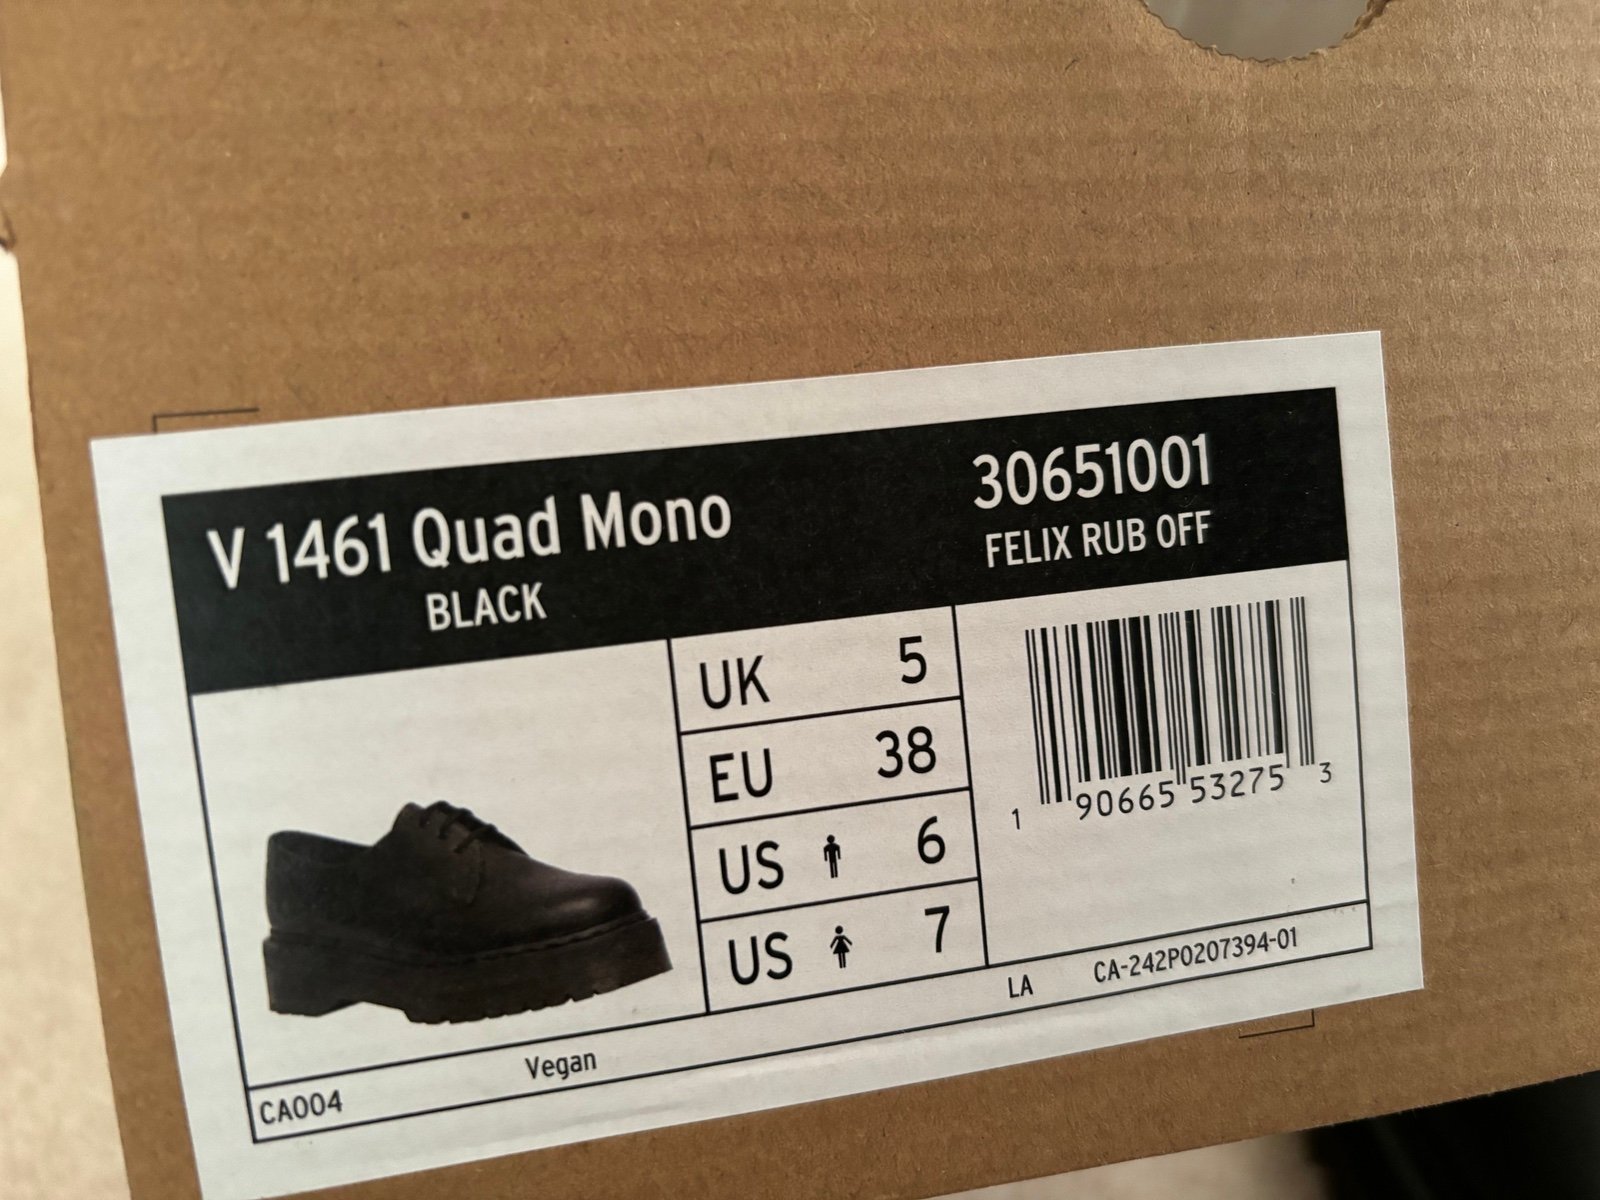 V 1461 Quad Mono
BLACK
30651001
FELIX RUB OFF
UK 5
EU 38
US 6
US 7
1 90665 53275 3
LA CA-242P0207394-01
Vegan
CA004